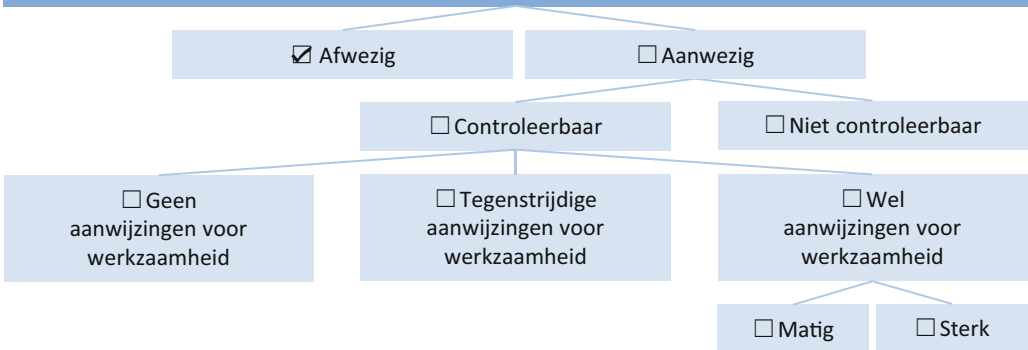 ☑ Afwezig
☐ Aanwezig
☐ Controleerbaar
☐ Niet controleerbaar
☐ Geen
aanwijzingen voor
werkzaamheid
☐ Tegenstrijdige
aanwijzingen voor
werkzaamheid
☐ Wel
aanwijzingen voor
werkzaamheid
☐ Matig
☐ Sterk